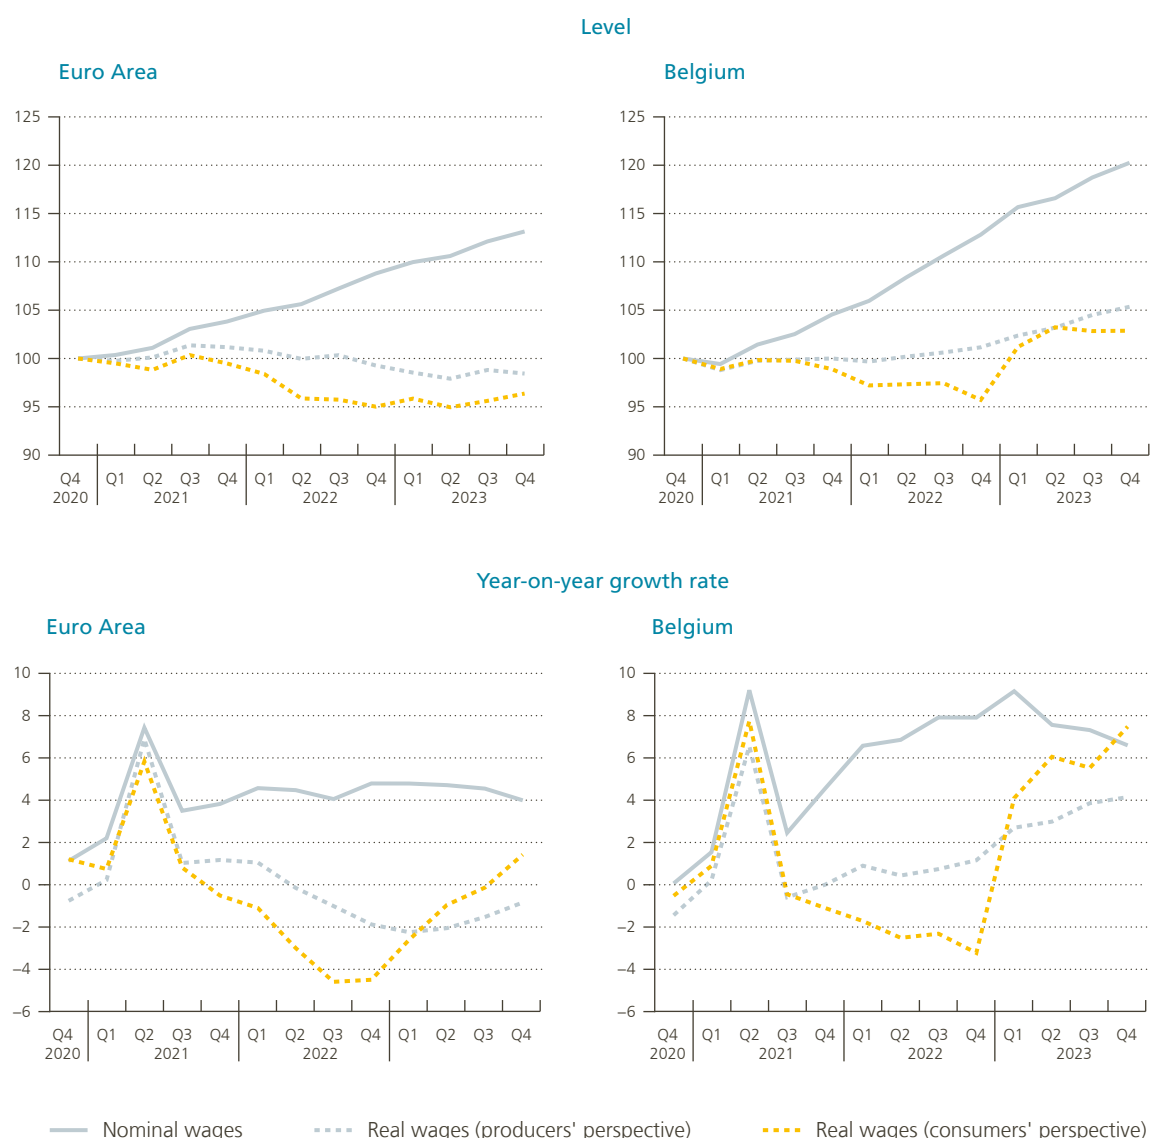 Level
Euro Area
Belgium
125
120
115
110
105
100
95
90
Q4 Q1 Q2 Q3 Q4 Q1 Q2 Q3 Q4 Q1 Q2 Q3 Q4
2020 2021 2022 2023
125
120
115
110
105
100
95
90
Q4 Q1 Q2 Q3 Q4 Q1 Q2 Q3 Q4 Q1 Q2 Q3 Q4
2020 2021 2022 2023
Year-on-year growth rate
Euro Area
Belgium
10
8
6
4
2
0
–2
–4
–6
Q4 Q1 Q2 Q3 Q4 Q1 Q2 Q3 Q4 Q1 Q2 Q3 Q4
2020 2021 2022
10
8
6
4
2
0
–2
–4
–6
Q4 Q1 Q2 Q3 Q4 Q1 Q2 Q3 Q4 Q1 Q2 Q3 Q4
2020 2021 2022 2023
Nominal wages
Real wages (producers' perspective)
Real wages (consumers' perspective)